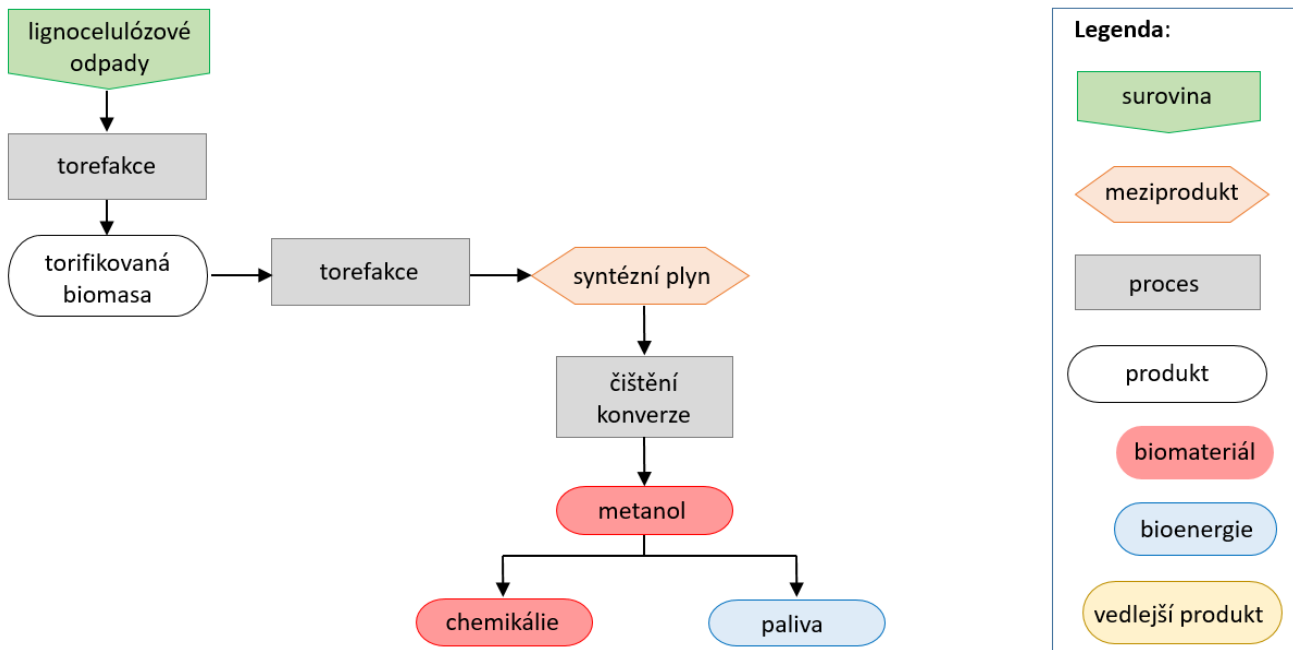 lignocelulózové
odpady
torefakce
torifikovaná
biomasa
torefakce
syntézní plyn
čištění
konverze
metanol
chemikálie
paliva
Legenda:
surovina
meziprodukt
proces
produkt
biomateriál
bioenergie
vedlejší produkt